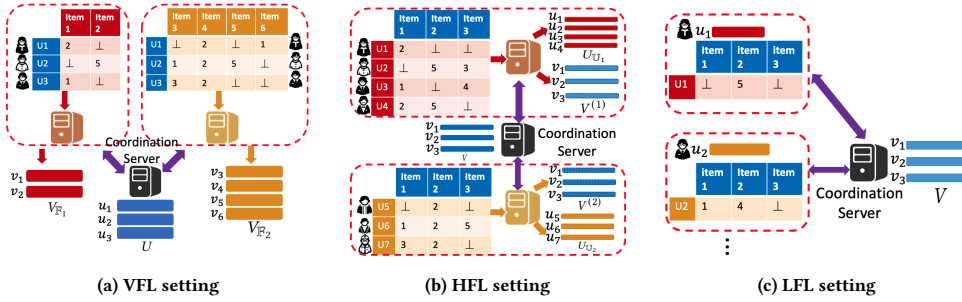 Item 1 Item 2
U1 2 ⊥
U2 ⊥ 5
U3 1 ⊥
Item 3 Item 4 Item 5 Item 6
U1 ⊥ 2 ⊥ 1
U2 1 2 5 ⊥
U3 3 2 ⊥ ⊥
Coordination
Server
v1
v2
V𝔽1
u1
u2
u3
U
v3
v4
v5
v6
V𝔽2
(a) VFL setting
Item 1 Item 2 Item 3
U1 2 ⊥ ⊥
U2 ⊥ 5 3
U3 1 ⊥ 4
U4 2 5 ⊥
u1
u2
u3
u4
U𝕌1
v1
v2
v3
V(1)
v1
v2
v3
V
Coordination
Server
Item 1 Item 2 Item 3
U5 ⊥ 2 ⊥
U6 1 2 5
U7 3 2 ⊥
v1
v2
v3
V(2)
u5
u6
u7
U𝕌2
(b) HFL setting
u1
Item 1 Item 2 Item 3
U1 ⊥ 5 ⊥
u2
Item 1 Item 2 Item 3
U2 1 4 ⊥
⋮
Coordination
Server
v1
v2
v3
V
(c) LFL setting